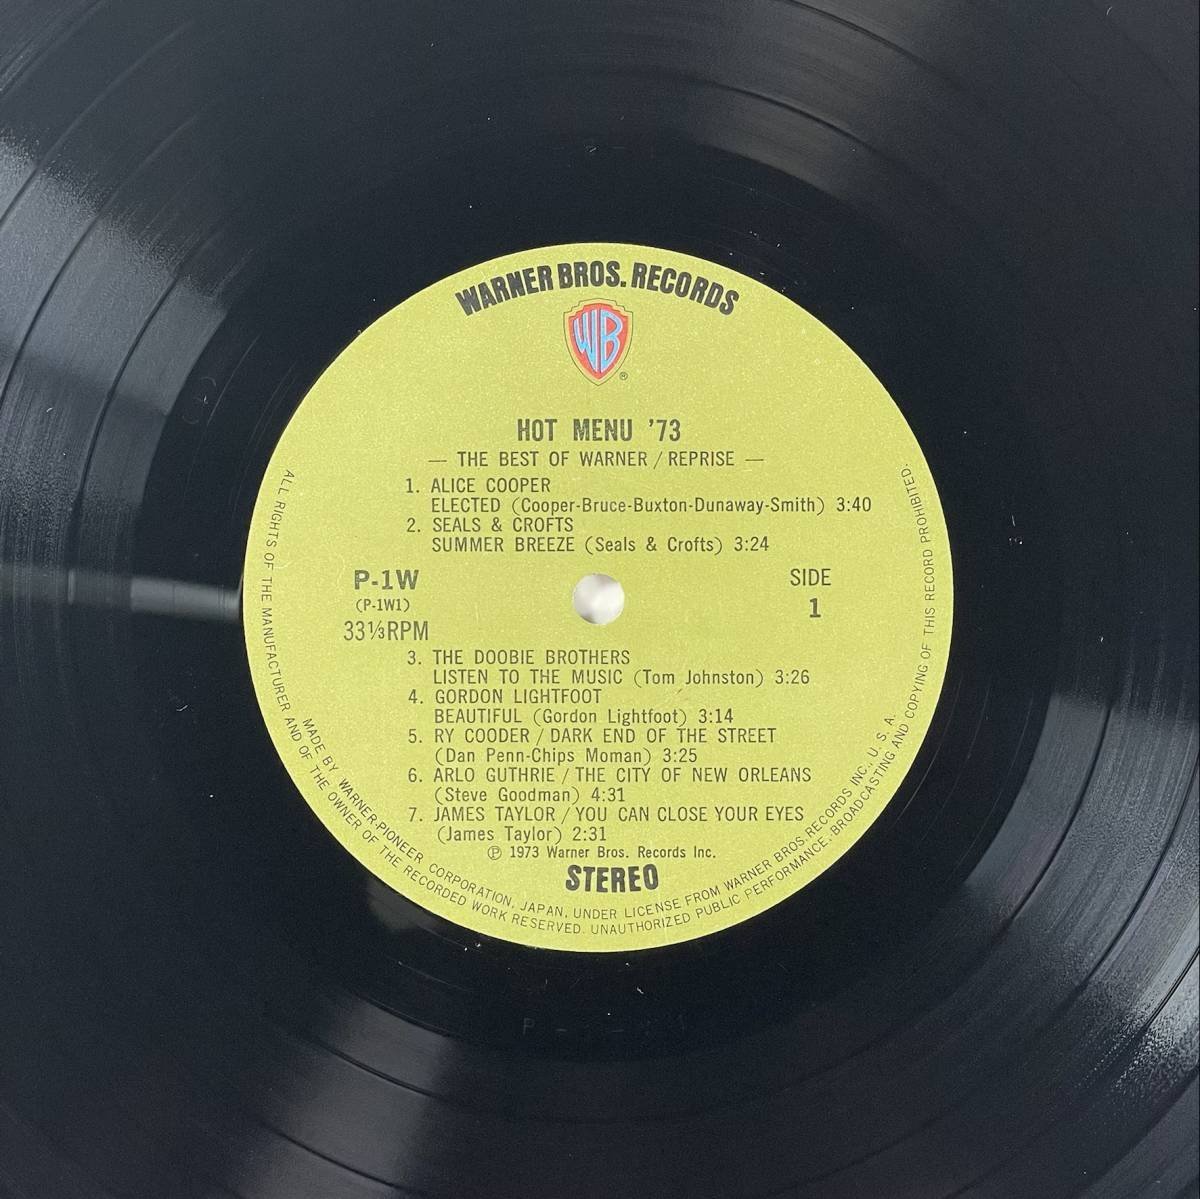 WARNER BROS. RECORDS
WB
®
HOT MENU '73
— THE BEST OF WARNER / REPRISE —
1. ALICE COOPER
ELECTED (Cooper-Bruce-Buxton-Dunaway-Smith) 3:40
2. SEALS & CROFTS
SUMMER BREEZE (Seals & Crofts) 3:24
P-1W
(P-1W1)
33⅓RPM
SIDE
1
3. THE DOOBIE BROTHERS
LISTEN TO THE MUSIC (Tom Johnston) 3:26
4. GORDON LIGHTFOOT
BEAUTIFUL (Gordon Lightfoot) 3:14
5. RY COODER / DARK END OF THE STREET
(Dan Penn-Chips Moman) 3:25
6. ARLO GUTHRIE / THE CITY OF NEW ORLEANS
(Steve Goodman) 4:31
7. JAMES TAYLOR / YOU CAN CLOSE YOUR EYES
(James Taylor) 2:31
℗ 1973 Warner Bros. Records Inc.
STEREO
MADE BY WARNER-PIONEER CORPORATION, JAPAN, UNDER LICENSE FROM WARNER BROS. RECORDS INC., U. S. A.
ALL RIGHTS OF THE MANUFACTURER AND OF THE OWNER OF THE RECORDED WORK RESERVED. UNAUTHORIZED PUBLIC PERFORMANCE. BROADCASTING AND COPYING OF THIS RECORD PROHIBITED.